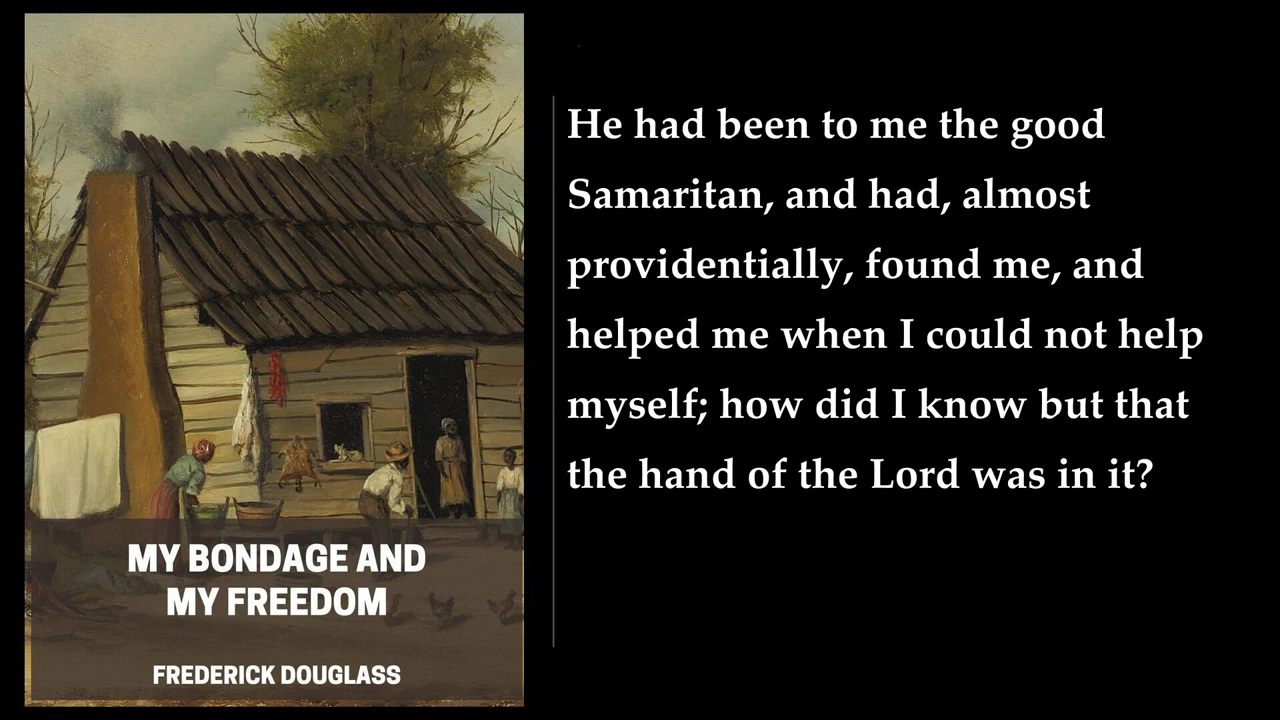 He had been to me the good
Samaritan, and had, almost
providentially, found me, and
helped me when I could not help
myself; how did I know but that
the hand of the Lord was in it?
MY BONDAGE AND
MY FREEDOM
FREDERICK DOUGLASS